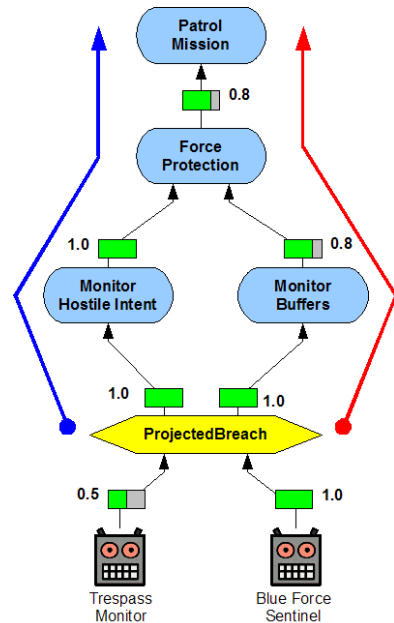 Patrol
Mission
0.8
Force
Protection
1.0
0.8
Monitor
Hostile Intent
Monitor
Buffers
1.0
1.0
ProjectedBreach
0.5
1.0
Trespass
Monitor
Blue Force
Sentinel